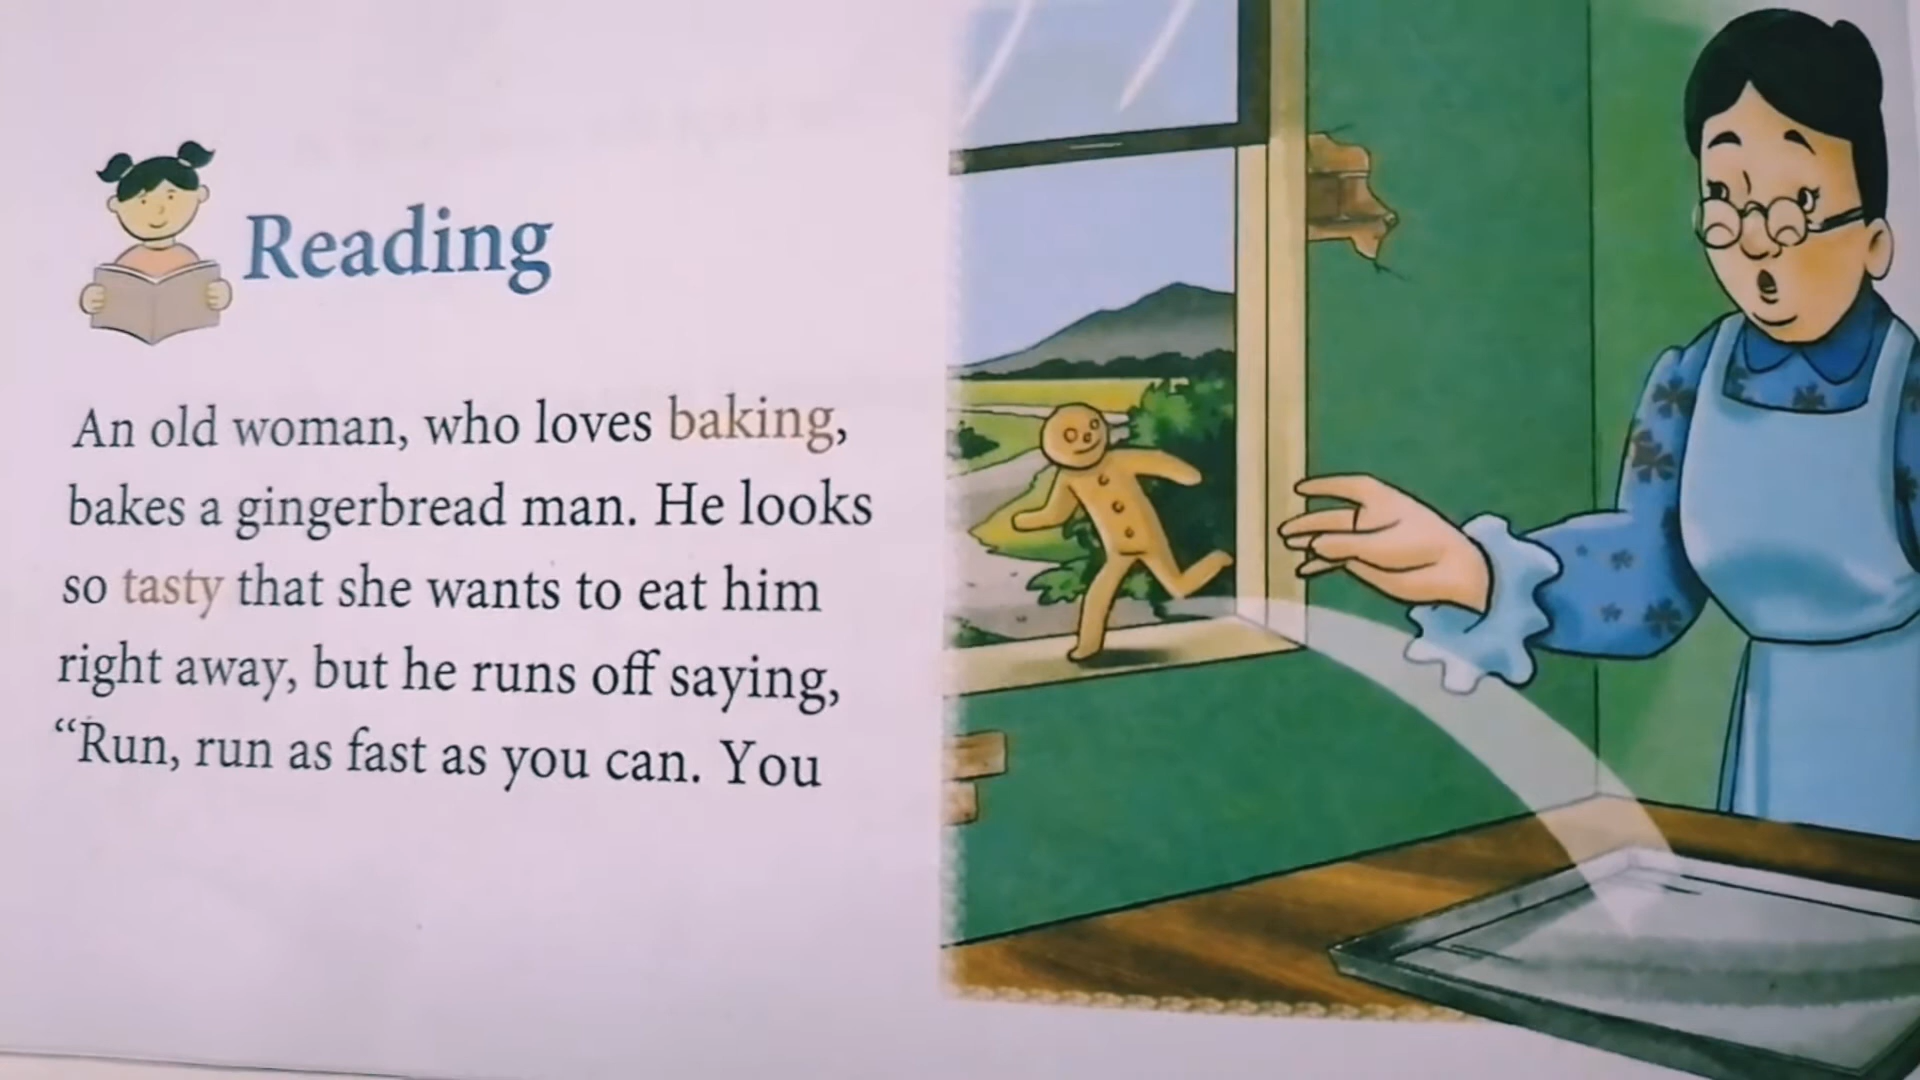 Reading
An old woman, who loves baking,
bakes a gingerbread man. He looks
so tasty that she wants to eat him
right away, but he runs off saying,
“Run, run as fast as you can. You